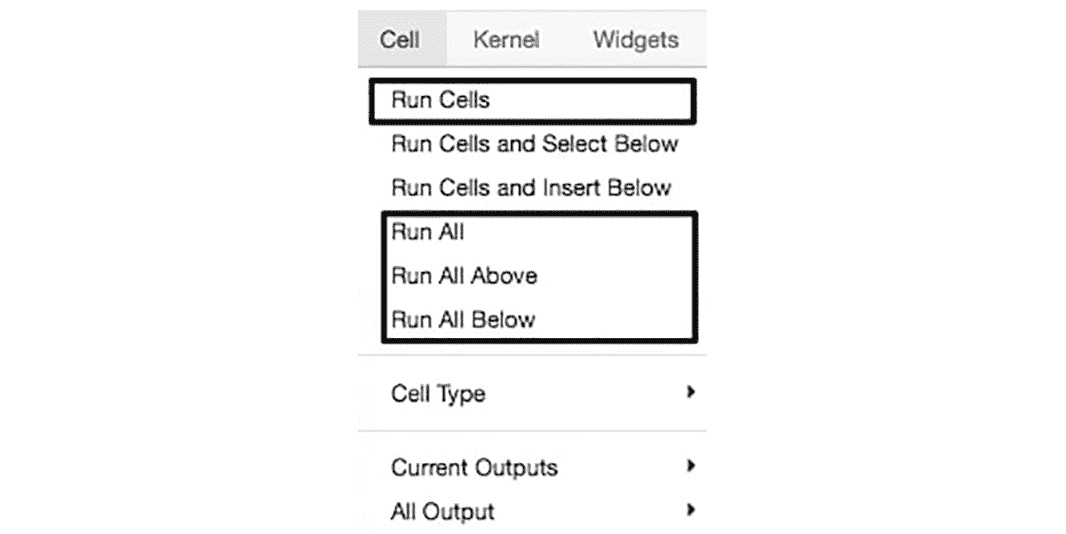 Cell Kernel Widgets
Run Cells
Run Cells and Select Below
Run Cells and Insert Below
Run All
Run All Above
Run All Below
Cell Type
Current Outputs
All Output